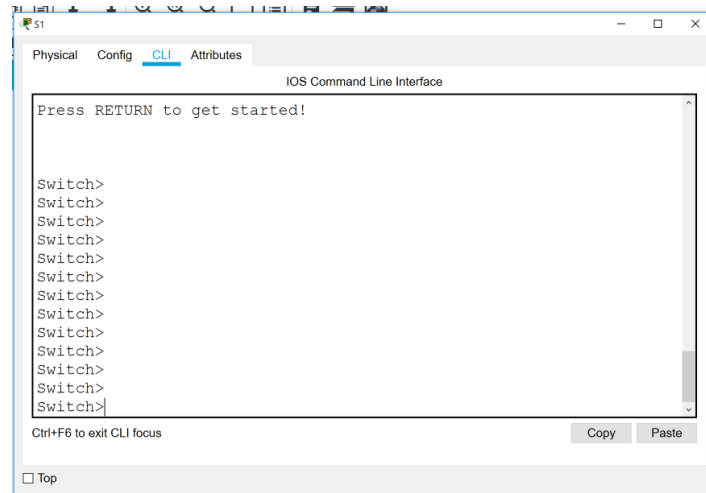 S1
Physical Config CLI Attributes
IOS Command Line Interface
Press RETURN to get started!
Switch>
Switch>
Switch>
Switch>
Switch>
Switch>
Switch>
Switch>
Switch>
Switch>
Switch>
Switch>
Switch>
Ctrl+F6 to exit CLI focus
Copy Paste
Top